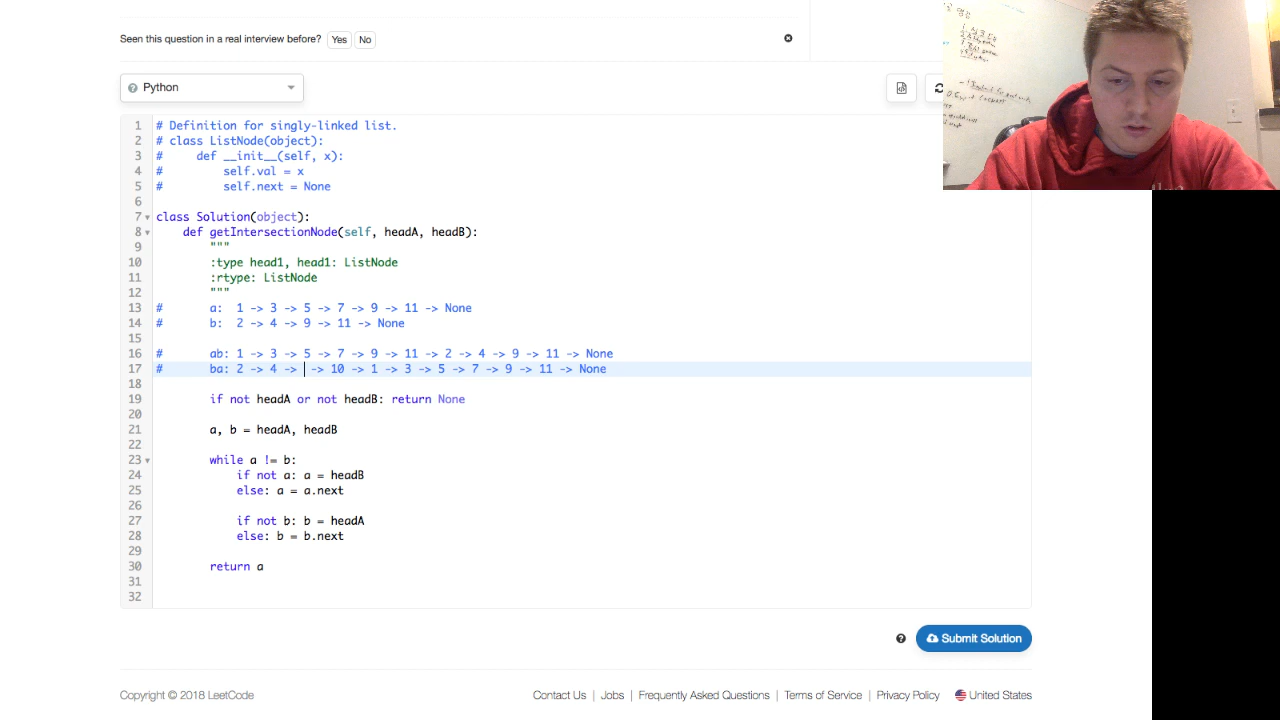 Seen this question in a real interview before? Yes No
Python
1 # Definition for singly-linked list.
2 # class ListNode(object):
3 #     def __init__(self, x):
4 #         self.val = x
5 #         self.next = None
6
7 class Solution(object):
8     def getIntersectionNode(self, headA, headB):
9         """
10         :type head1, head1: ListNode
11         :rtype: ListNode
12         """
13 #       a:  1 -> 3 -> 5 -> 7 -> 9 -> 11 -> None
14 #       b:  2 -> 4 -> 9 -> 11 -> None
15
16 #       ab: 1 -> 3 -> 5 -> 7 -> 9 -> 11 -> 2 -> 4 -> 9 -> 11 -> None
17 #       ba: 2 -> 4 ->  -> 10 -> 1 -> 3 -> 5 -> 7 -> 9 -> 11 -> None
18
19         if not headA or not headB: return None
20
21         a, b = headA, headB
22
23         while a != b:
24             if not a: a = headB
25             else: a = a.next
26
27             if not b: b = headA
28             else: b = b.next
29
30         return a
31
32
Submit Solution
Copyright © 2018 LeetCode Contact Us | Jobs | Frequently Asked Questions | Terms of Service | Privacy Policy United States